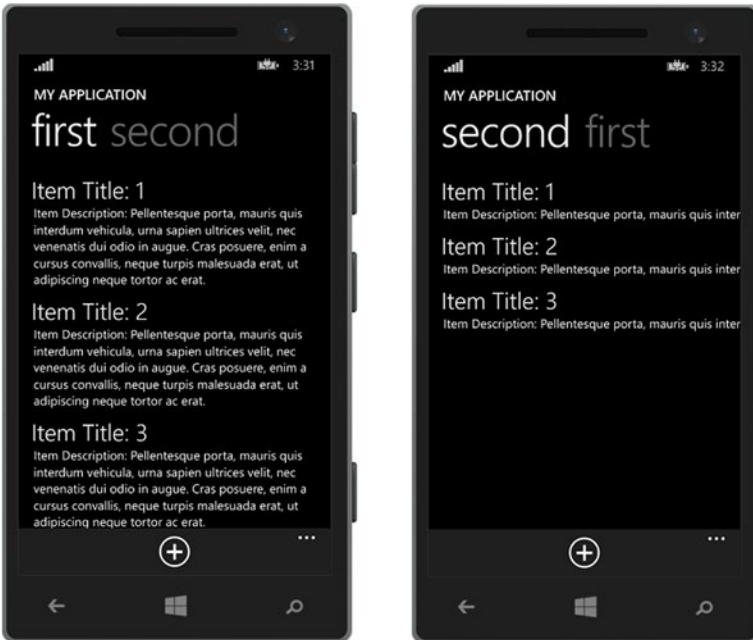 3:31
MY APPLICATION
first second
Item Title: 1
Item Description: Pellentesque porta, mauris quis
interdum vehicula, urna sapien ultrices velit, nec
venenatis dui odio in augue. Cras posuere, enim a
cursus convallis, neque turpis malesuada erat, ut
adipiscing neque tortor ac erat.
Item Title: 2
Item Description: Pellentesque porta, mauris quis
interdum vehicula, urna sapien ultrices velit, nec
venenatis dui odio in augue. Cras posuere, enim a
cursus convallis, neque turpis malesuada erat, ut
adipiscing neque tortor ac erat.
Item Title: 3
Item Description: Pellentesque porta, mauris quis
interdum vehicula, urna sapien ultrices velit, nec
venenatis dui odio in augue. Cras posuere, enim a
cursus convallis, neque turpis malesuada erat, ut
adipiscing neque tortor ac erat.
3:32
MY APPLICATION
second first
Item Title: 1
Item Description: Pellentesque porta, mauris quis inter
Item Title: 2
Item Description: Pellentesque porta, mauris quis inter
Item Title: 3
Item Description: Pellentesque porta, mauris quis inter